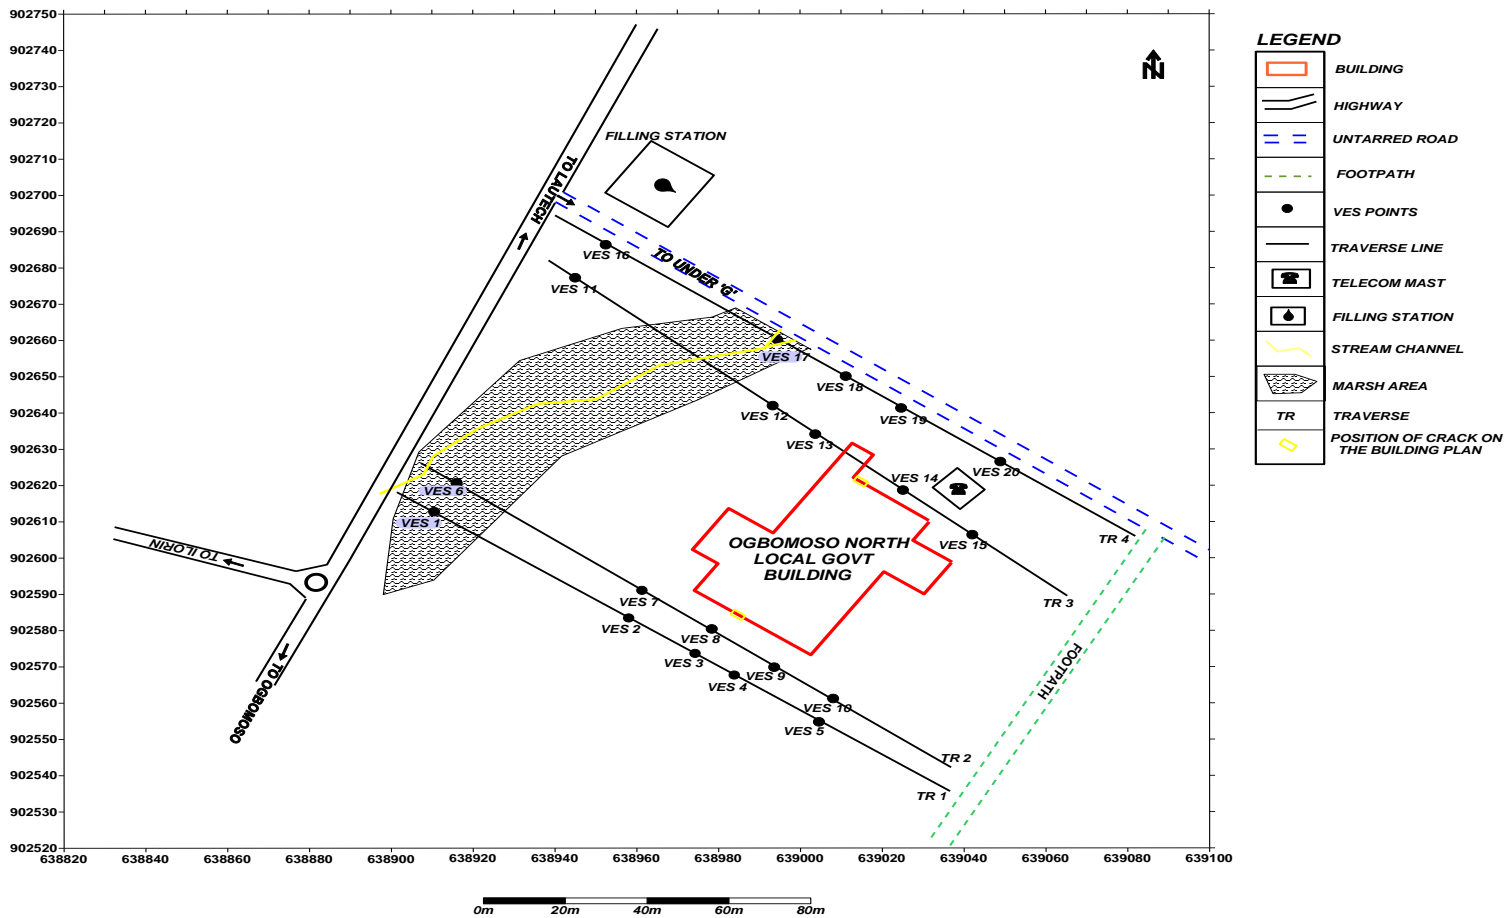 902750
902740
902730
902720
902710
902700
902690
902680
902670
902660
902650
902640
902630
902620
902610
902600
902590
902580
902570
902560
902550
902540
902530
902520
638820
638840
638860
638880
638900
638920
638940
638960
638980
639000
639020
639040
639060
639080
639100
N
FILLING STATION
TO LAUTECH
TO UNDER 'G'
VES 16
VES 11
VES 17
VES 18
VES 12
VES 19
VES 13
VES 20
VES 14
VES 6
VES 1
VES 15
TR 4
TO ILORIN
OGBOMOSO NORTH
LOCAL GOVT
BUILDING
VES 7
TR 3
VES 2
VES 8
VES 3
VES 9
VES 4
FOOTPATH
VES 10
VES 5
TO OGBOMOSO
TR 2
TR 1
0m
20m
40m
60m
80m
LEGEND
BUILDING
HIGHWAY
UNTARRED ROAD
FOOTPATH
VES POINTS
TRAVERSE LINE
TELECOM MAST
FILLING STATION
STREAM CHANNEL
MARSH AREA
TR TRAVERSE
POSITION OF CRACK ON
THE BUILDING PLAN